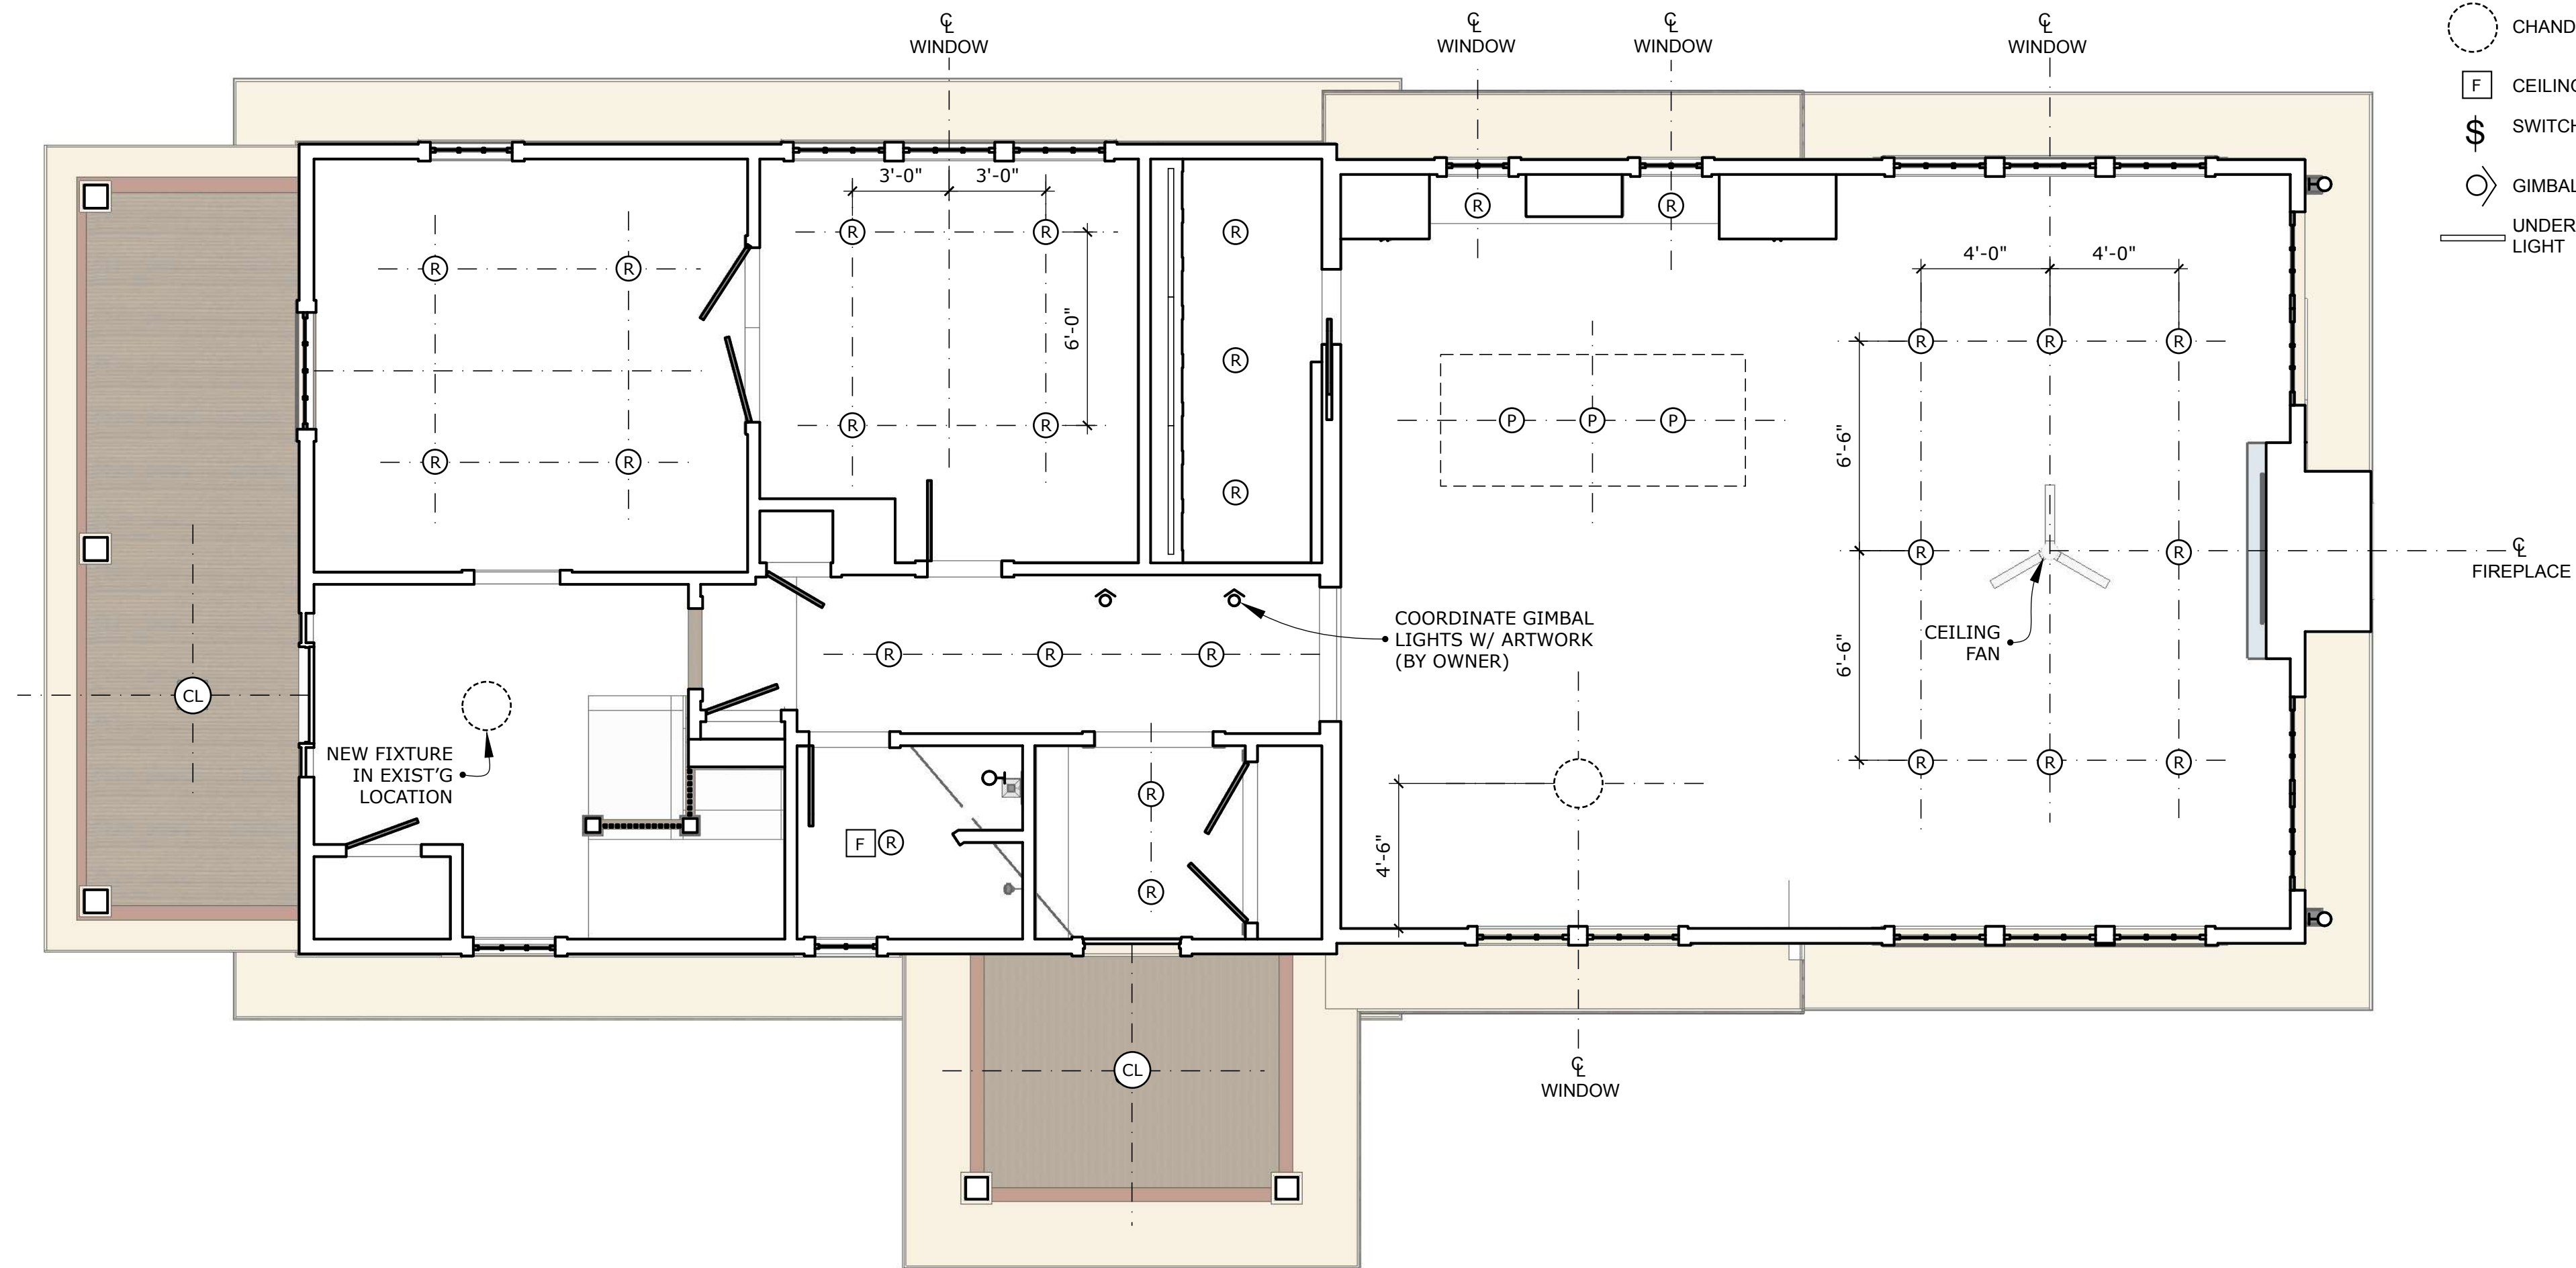 ℄
WINDOW
℄
WINDOW
℄
WINDOW
℄
WINDOW
CHAND
F
CEILING
$
SWITCH
GIMBAL
UNDER
LIGHT
3'-0"
3'-0"
R
R
R
R
R
R
R
4'-0"
4'-0"
R
R
6'-0"
R
R
R
R
P
P
P
R
R
R
R
R
6'-6"
R
R
℄
FIREPLACE
COORDINATE GIMBAL
LIGHTS W/ ARTWORK
(BY OWNER)
CEILING
FAN
R
R
R
6'-6"
CL
NEW FIXTURE
IN EXIST'G
LOCATION
R
R
R
R
F
R
R
4'-6"
CL
℄
WINDOW